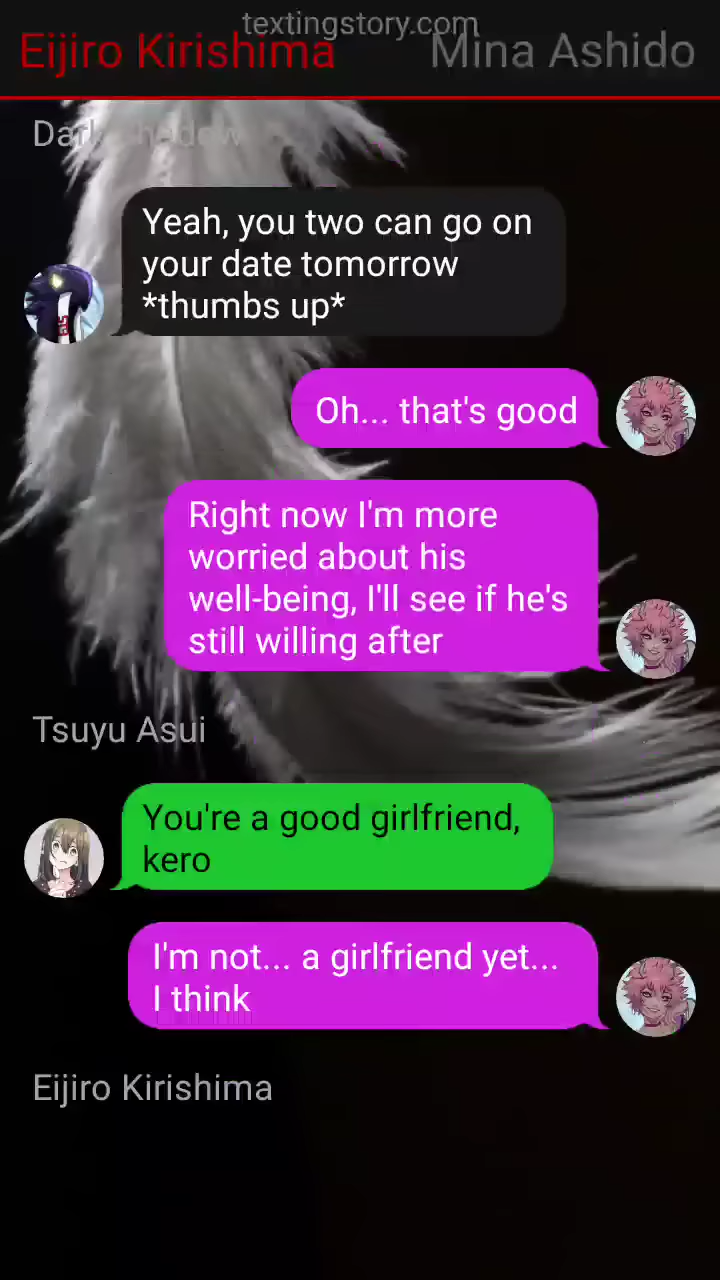 textingstory.com
Eijiro Kirishima Mina Ashido
Dark Shadow
Yeah, you two can go on
your date tomorrow
*thumbs up*
Oh... that's good
Right now I'm more
worried about his
well-being, I'll see if he's
still willing after
Tsuyu Asui
You're a good girlfriend,
kero
I'm not... a girlfriend yet...
I think
Eijiro Kirishima